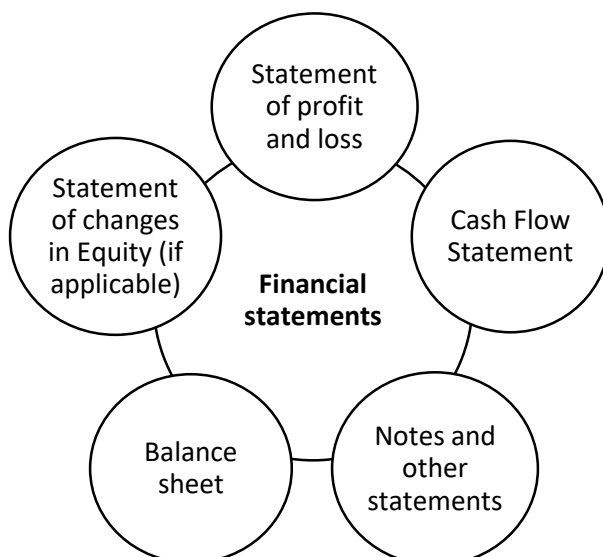 Statement
of profit
and loss
Statement
of changes
in Equity (if
applicable)
Cash Flow
Statement
Financial
statements
Balance
sheet
Notes and
other
statements